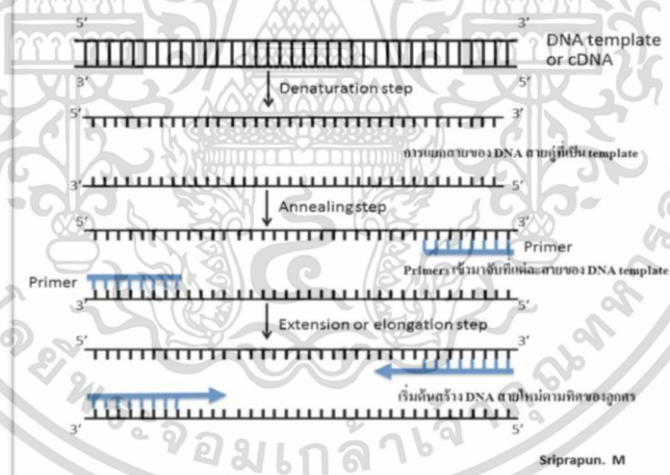 5' 3'
DNA template
or cDNA
3' 5'
Denaturation step
5' 3'
การแยกสายของ DNA สายคู่ที่เป็น template
3' 5'
Annealing step
5' 3'
Primer
Primers เข้ามาจับที่แต่ละสายของ DNA template
Primer
3' 5'
Extension or elongation step
5' 3'
เริ่มต้นสร้าง DNA สายใหม่ตามทิศของลูกศร
3' 5'
Sriprapun. M